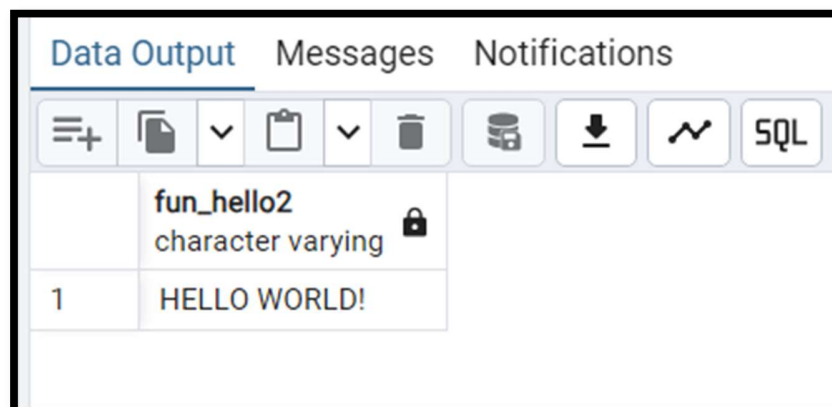 Data Output Messages Notifications
SQL
fun_hello2
character varying
1 HELLO WORLD!